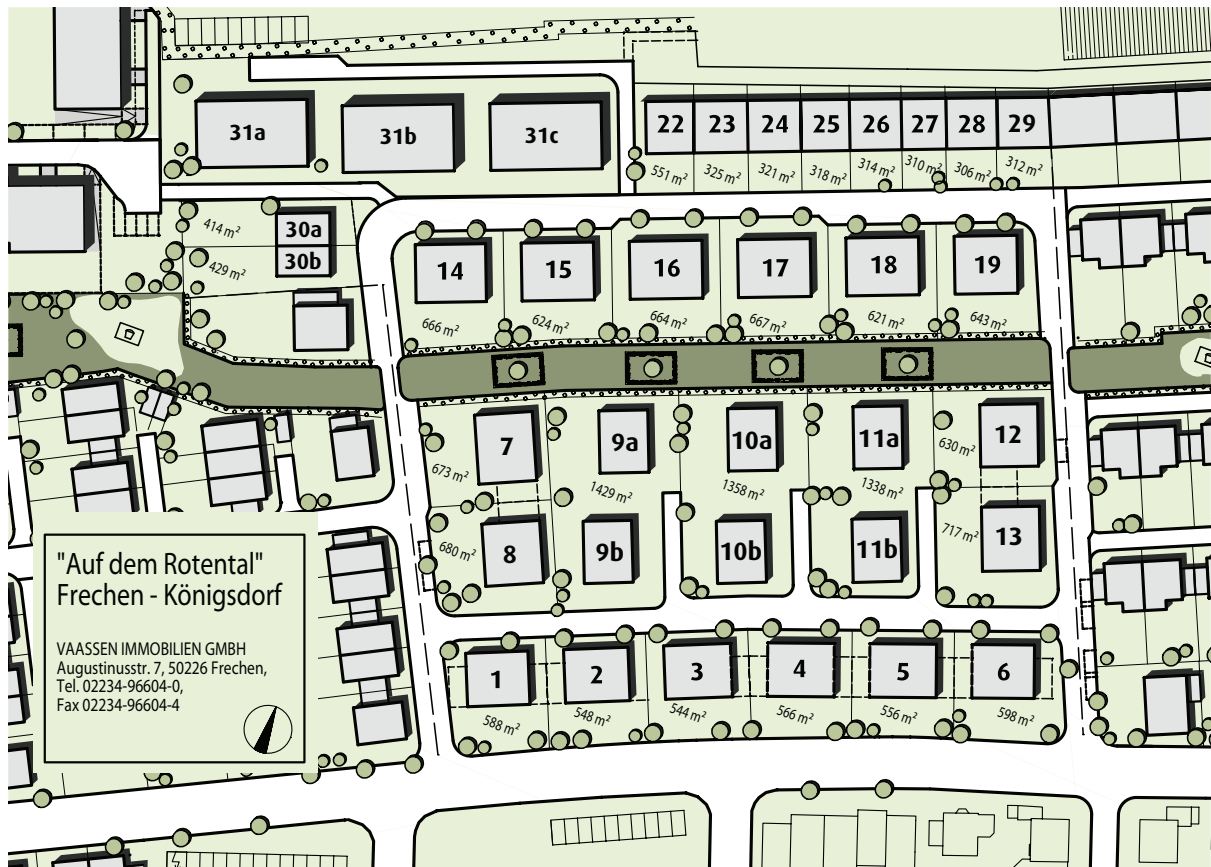 31a
31b
31c
22
23
24
25
26
27
28
29
551 m²
325 m²
321 m²
318 m²
314 m²
310 m²
306 m²
312 m²
414 m²
30a
30b
429 m²
14
15
16
17
18
19
666 m²
624 m²
664 m²
667 m²
621 m²
643 m²
7
9a
10a
11a
12
673 m²
1429 m²
1358 m²
1338 m²
630 m²
8
9b
10b
11b
13
680 m²
717 m²
1
2
3
4
5
6
588 m²
548 m²
544 m²
566 m²
556 m²
598 m²
"Auf dem Rotental"
Frechen - Königsdorf
VAASSEN IMMOBILIEN GMBH
Augustinusstr. 7, 50226 Frechen,
Tel. 02234-96604-0,
Fax 02234-96604-4